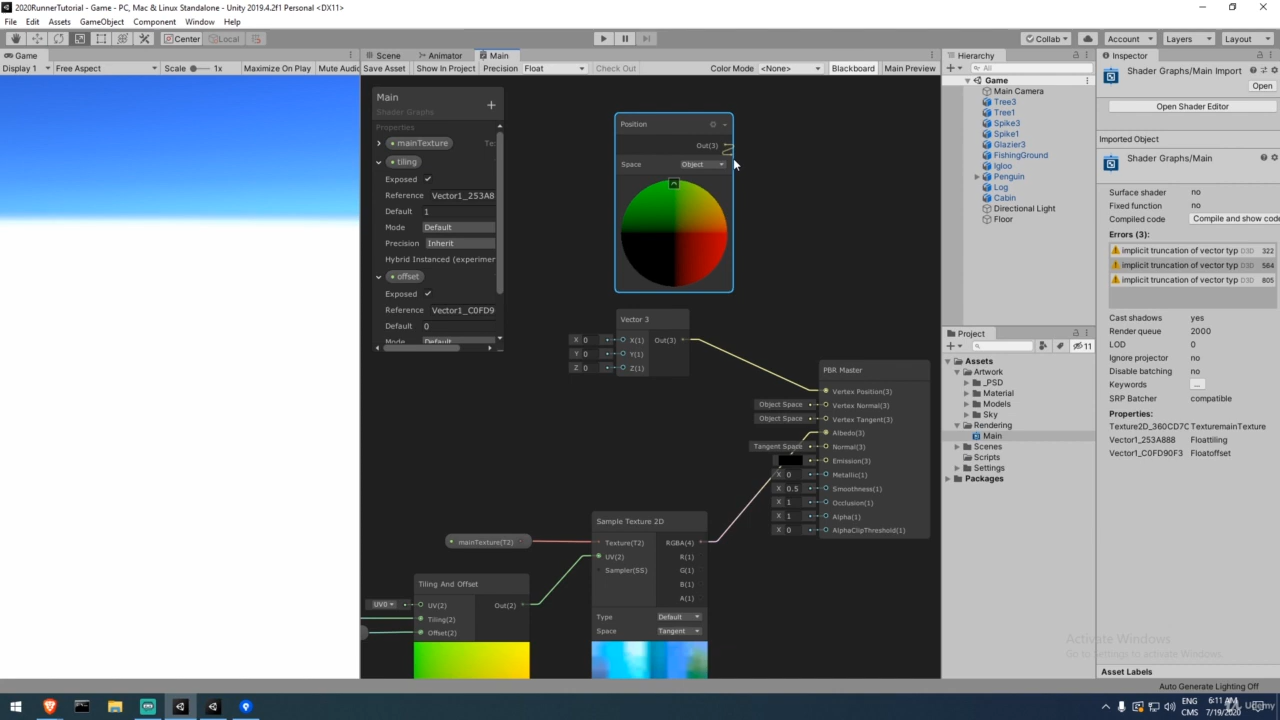 2020RunnerTutorial - Game - PC, Mac & Linux Standalone - Unity 2019.4.2f1 Personal <DX11>
File Edit Assets GameObject Component Window Help
Center Local Collab Account Layers Layout
Game Scene Animator Main Hierarchy Inspector
Display 1 Free Aspect Scale 1x Maximize On Play Mute Audio Save Asset Show In Project Precision Float Check Out Color Mode <None> Blackboard Main Preview
All
Main
Shader Graphs
Properties
mainTexture
tiling
Exposed
Reference Vector1_253A8
Default 1
Mode Default
Precision Inherit
Hybrid Instanced (experimer
offset
Exposed
Reference Vector1_C0FD9
Default 0
Mode Default
Position
Out(3)
Space Object
Vector 3
X 0 X(1) Out(3)
Y 0 Y(1)
Z 0 Z(1)
PBR Master
Vertex Position(3)
Object Space Vertex Normal(3)
Object Space Vertex Tangent(3)
Albedo(3)
Tangent Space Normal(3)
Emission(3)
X 0 Metallic(1)
X 0.5 Smoothness(1)
X 1 Occlusion(1)
X 1 Alpha(1)
X 0 AlphaClipThreshold(1)
Sample Texture 2D
mainTexture(T2) Texture(T2) RGBA(4)
UV(2) R(1)
Sampler(SS) G(1)
B(1)
A(1)
Type Default
Space Tangent
Tiling And Offset
UV0 UV(2) Out(2)
Tiling(2)
Offset(2)
Game
Main Camera
Tree3
Tree1
Spike3
Spike1
Glazier3
FishingGround
Igloo
Penguin
Log
Cabin
Directional Light
Floor
Project
11
Assets
Artwork
_PSD
Material
Models
Sky
Rendering
Main
Scenes
Scripts
Settings
Packages
Shader Graphs/Main Import
Open
Open Shader Editor
Imported Object
Shader Graphs/Main
Surface shader no
Fixed function no
Compiled code Compile and show code
Errors (3):
implicit truncation of vector typ D3D 322
implicit truncation of vector typ D3D 564
implicit truncation of vector typ D3D 805
Cast shadows yes
Render queue 2000
LOD 0
Ignore projector no
Disable batching no
Keywords ...
SRP Batcher compatible
Properties:
Texture2D_360CD7C TexturemainTexture
Vector1_253A888 Floattiling
Vector1_C0FD90F3 Floatoffset
Activate Windows
Go to Settings to activate Windows.
Asset Labels
Auto Generate Lighting Off
ENG 6:11 AM
CMS 7/19/2020
Udemy